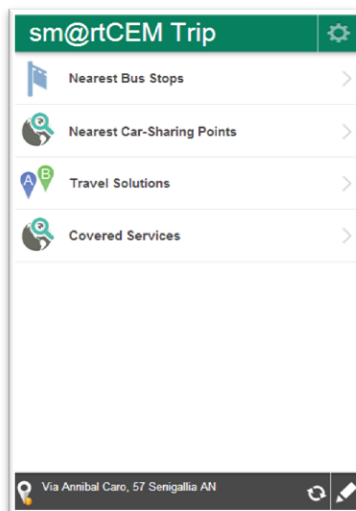 sm@rtCEM Trip
Nearest Bus Stops
Nearest Car-Sharing Points
A B
Travel Solutions
Covered Services
Via Annibal Caro, 57 Senigallia AN